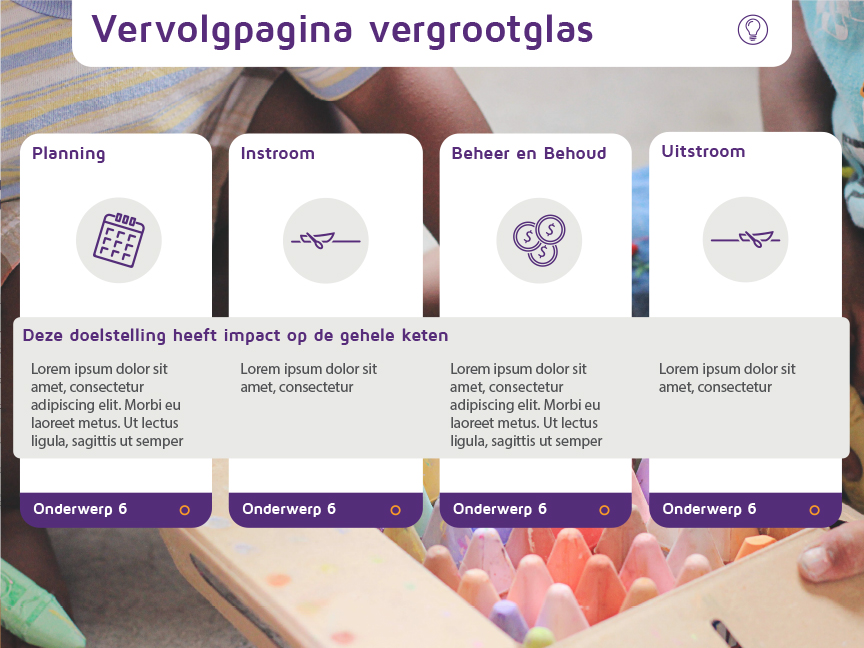 Vervolgpagina vergrootglas
Planning
Instroom
Beheer en Behoud
Uitstroom
Deze doelstelling heeft impact op de gehele keten
Lorem ipsum dolor sit
amet, consectetur
adipiscing elit. Morbi eu
laoreet metus. Ut lectus
ligula, sagittis ut semper
Lorem ipsum dolor sit
amet, consectetur
Lorem ipsum dolor sit
amet, consectetur
adipiscing elit. Morbi eu
laoreet metus. Ut lectus
ligula, sagittis ut semper
Lorem ipsum dolor sit
amet, consectetur
Onderwerp 6
Onderwerp 6
Onderwerp 6
Onderwerp 6